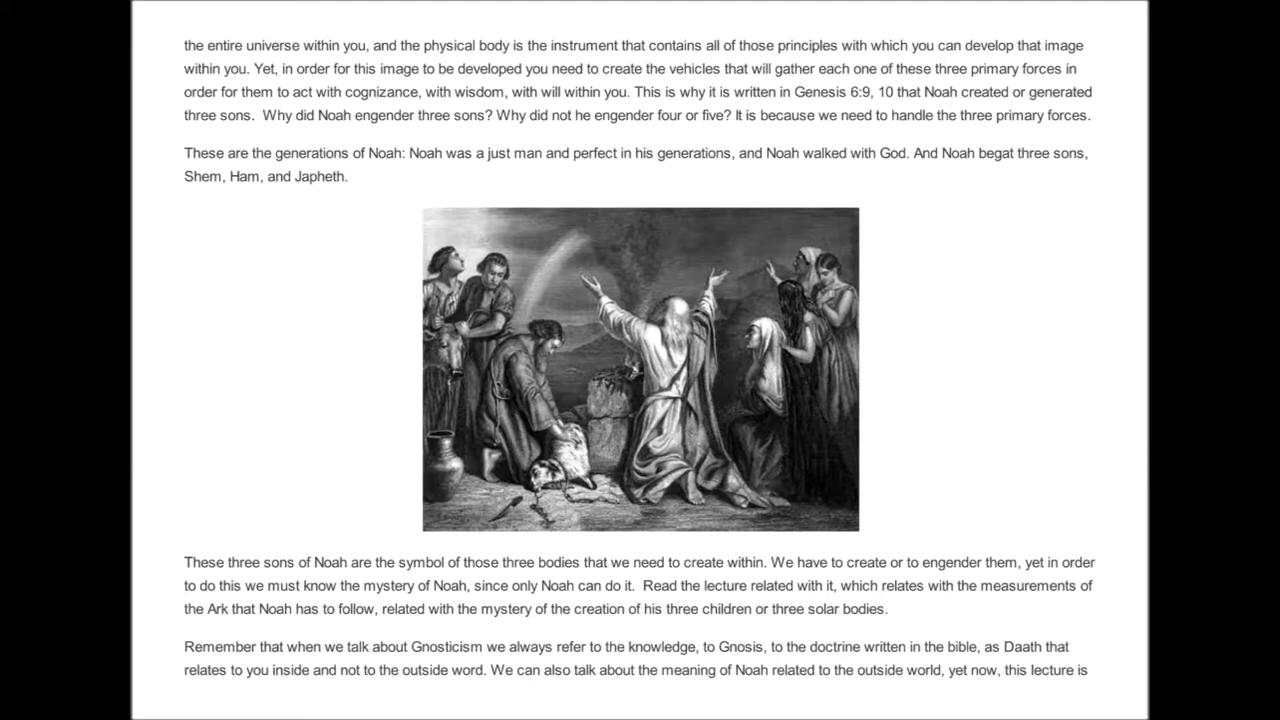 the entire universe within you, and the physical body is the instrument that contains all of those principles with which you can develop that image
within you. Yet, in order for this image to be developed you need to create the vehicles that will gather each one of these three primary forces in
order for them to act with cognizance, with wisdom, with will within you. This is why it is written in Genesis 6:9, 10 that Noah created or generated
three sons.  Why did Noah engender three sons? Why did not he engender four or five? It is because we need to handle the three primary forces.
These are the generations of Noah: Noah was a just man and perfect in his generations, and Noah walked with God. And Noah begat three sons,
Shem, Ham, and Japheth.
These three sons of Noah are the symbol of those three bodies that we need to create within. We have to create or to engender them, yet in order
to do this we must know the mystery of Noah, since only Noah can do it.  Read the lecture related with it, which relates with the measurements of
the Ark that Noah has to follow, related with the mystery of the creation of his three children or three solar bodies.
Remember that when we talk about Gnosticism we always refer to the knowledge, to Gnosis, to the doctrine written in the bible, as Daath that
relates to you inside and not to the outside word. We can also talk about the meaning of Noah related to the outside world, yet now, this lecture is